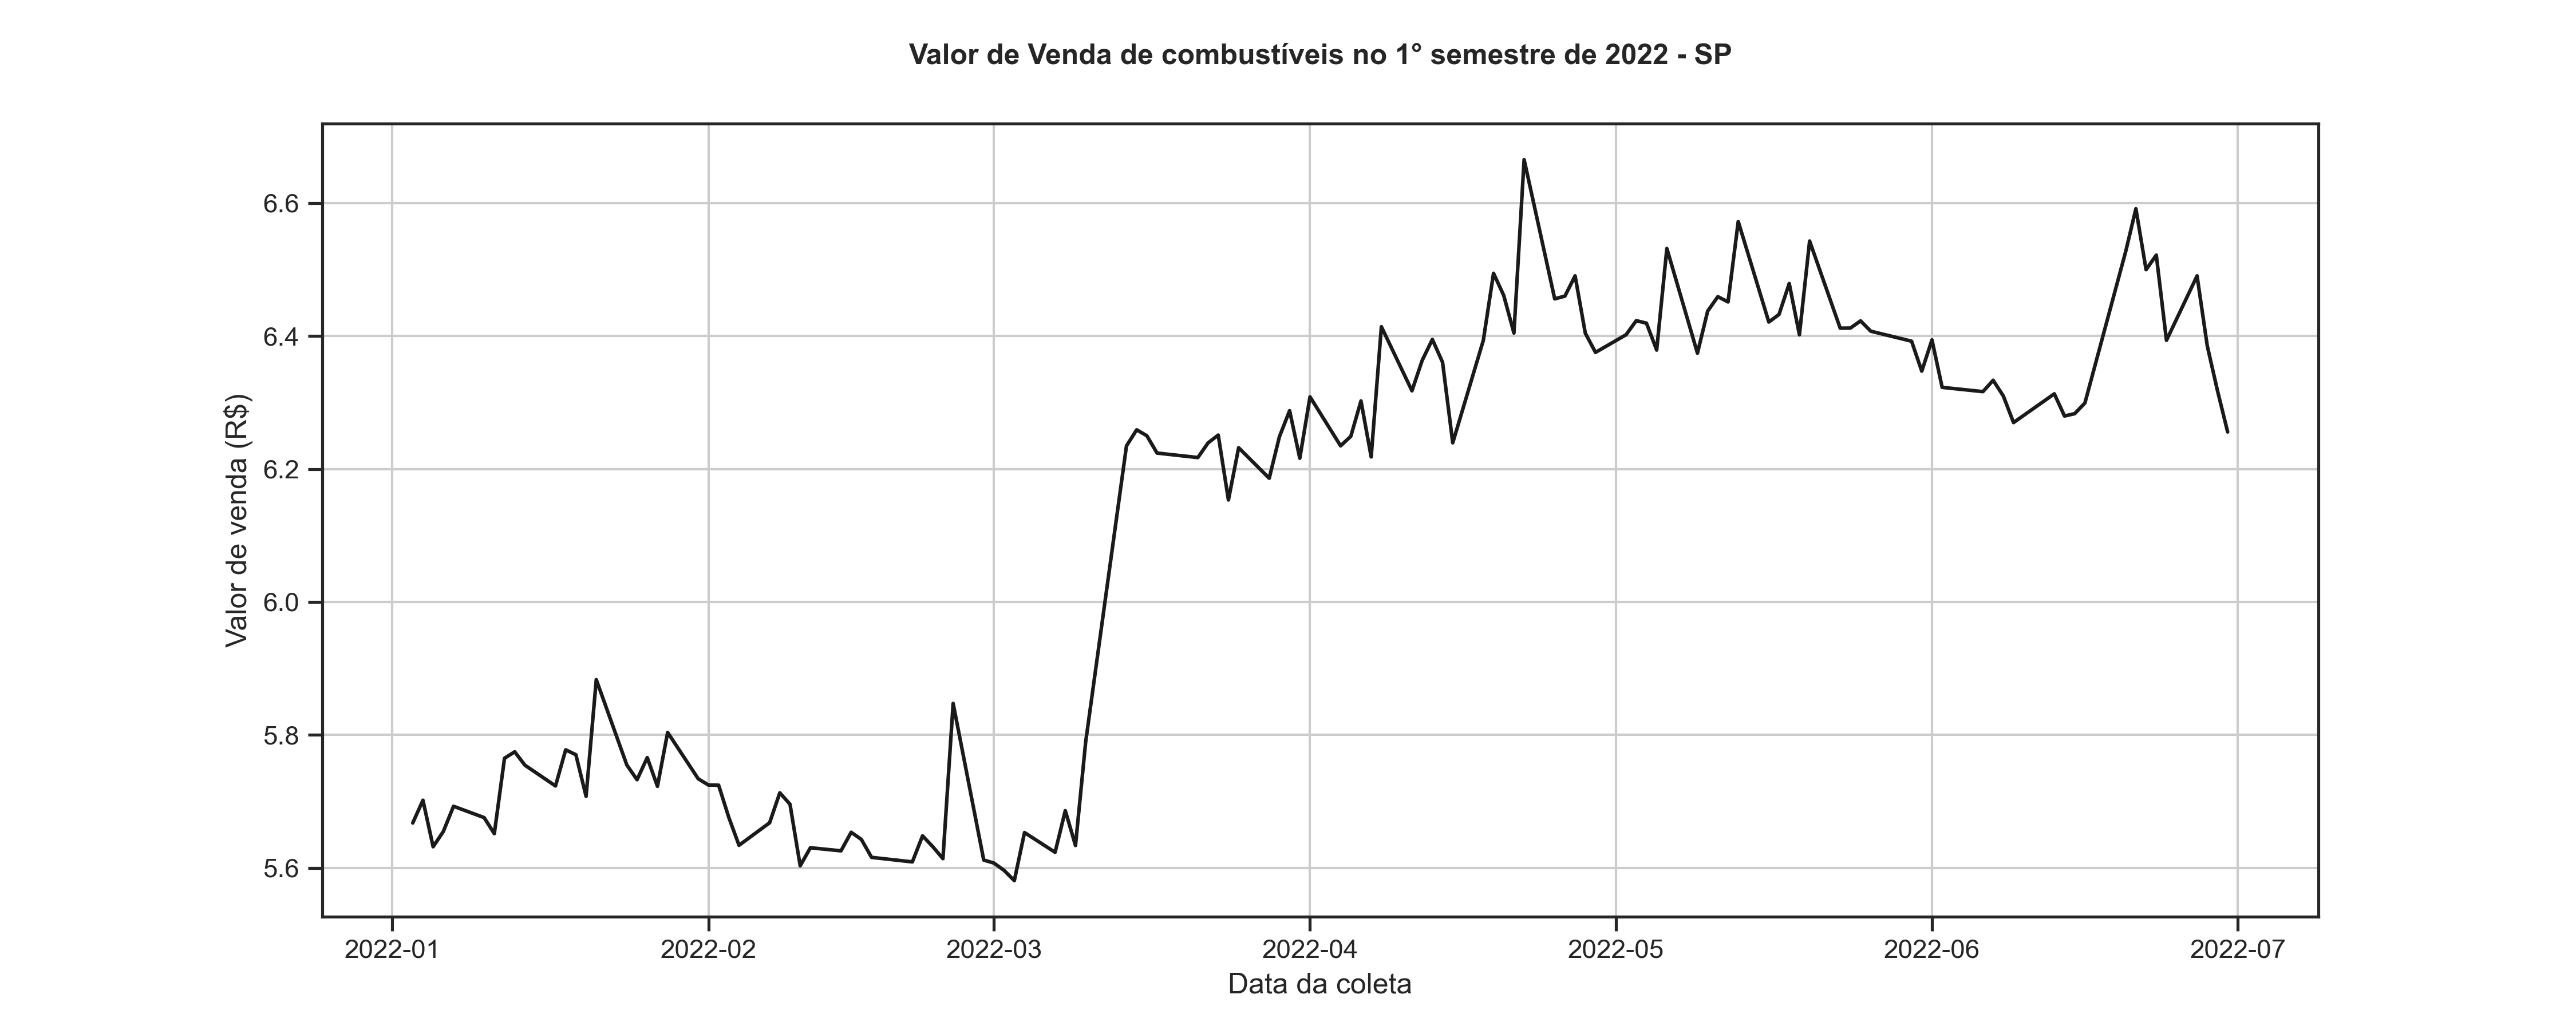 Valor de Venda de combustíveis no 1° semestre de 2022 - SP
Valor de venda (R$)
6.6
6.4
6.2
6.0
5.8
5.6
2022-01 2022-02 2022-03 2022-04 2022-05 2022-06 2022-07
Data da coleta